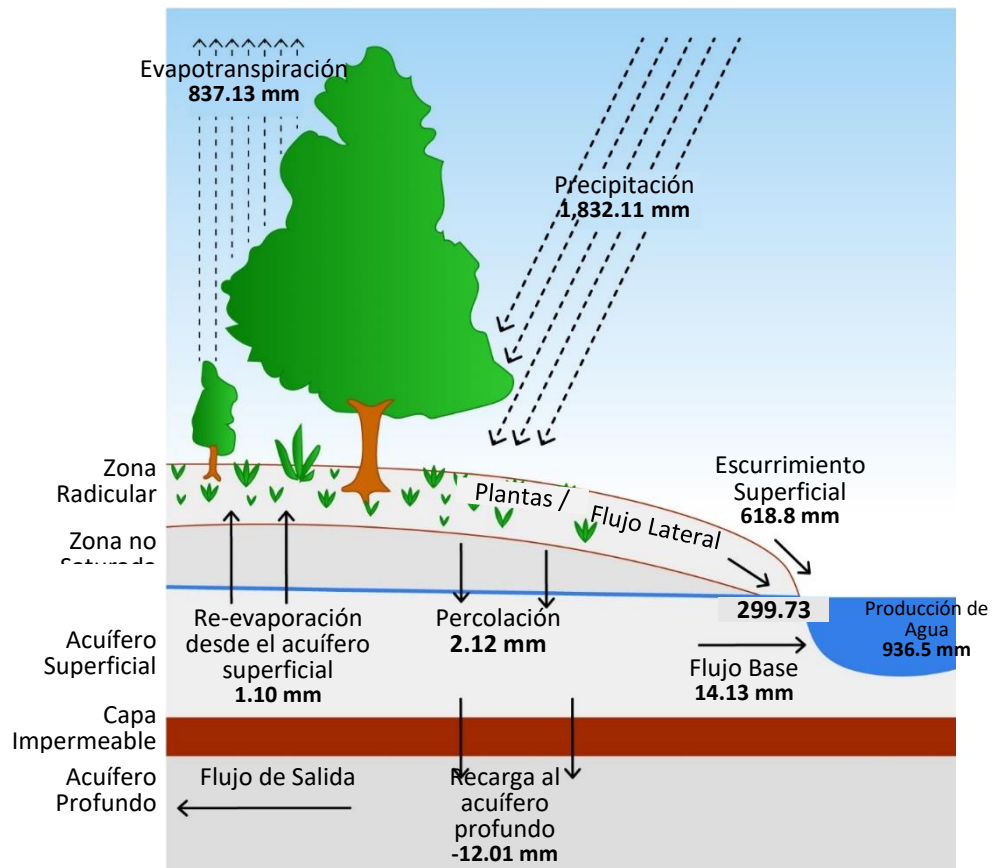 Evapotranspiración
837.13 mm
Precipitación
1,832.11 mm
Zona
Radicular
Plantas / Flujo Lateral
Escurrimiento
Superficial
618.8 mm
Zona no
299.73
Producción de
Agua
936.5 mm
Acuífero
Superficial
Re-evaporación
desde el acuífero
superficial
1.10 mm
Percolación
2.12 mm
Flujo Base
14.13 mm
Capa
Impermeable
Acuífero
Profundo
Flujo de Salida
Recarga al
acuífero
profundo
-12.01 mm